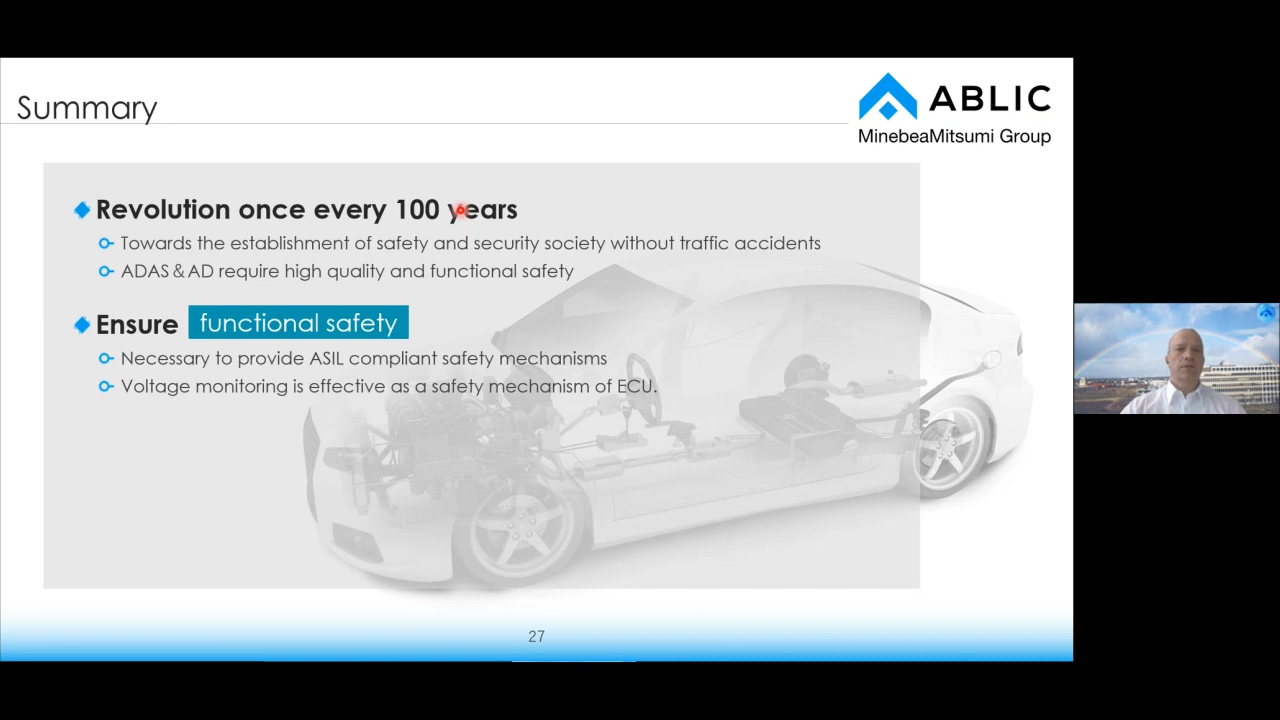 Summary
ABLIC
MinebeaMitsumi Group
Revolution once every 100 years
Towards the establishment of safety and security society without traffic accidents
ADAS＆AD require high quality and functional safety
Ensure functional safety
Necessary to provide ASIL compliant safety mechanisms
Voltage monitoring is effective as a safety mechanism of ECU.
27